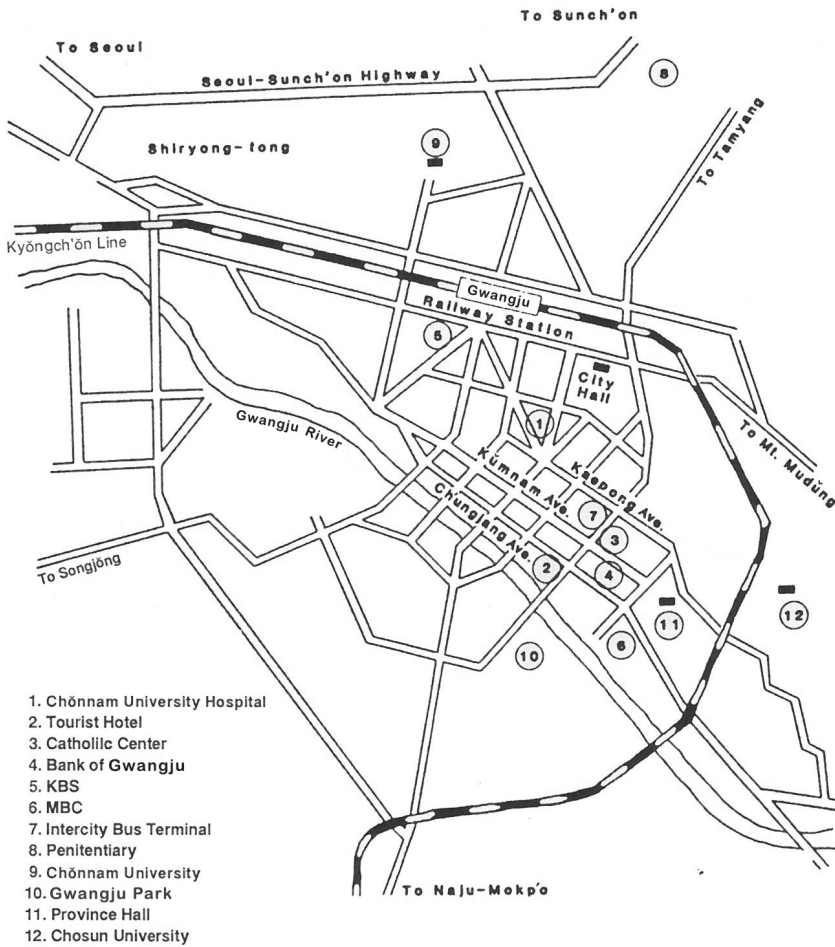 To Sunch'on
To Seoul
8
Seoul-Sunch'on Highway
To Tamyang
9
Shiryong-tong
Kyŏngch'ŏn Line
Gwangju
Railway Station
5
City
Hall
Gwangju River
1
To Mt. Mudŭng
Kŭmnam Ave.
Kaebong Ave.
Chungjang Ave.
7
3
To Songjŏng
2
4
12
11
6
10
1. Chŏnnam University Hospital
2. Tourist Hotel
3. Catholilc Center
4. Bank of Gwangju
5. KBS
6. MBC
7. Intercity Bus Terminal
8. Penitentiary
9. Chŏnnam University
10. Gwangju Park
11. Province Hall
12. Chosun University
To Naju-Mokp'o